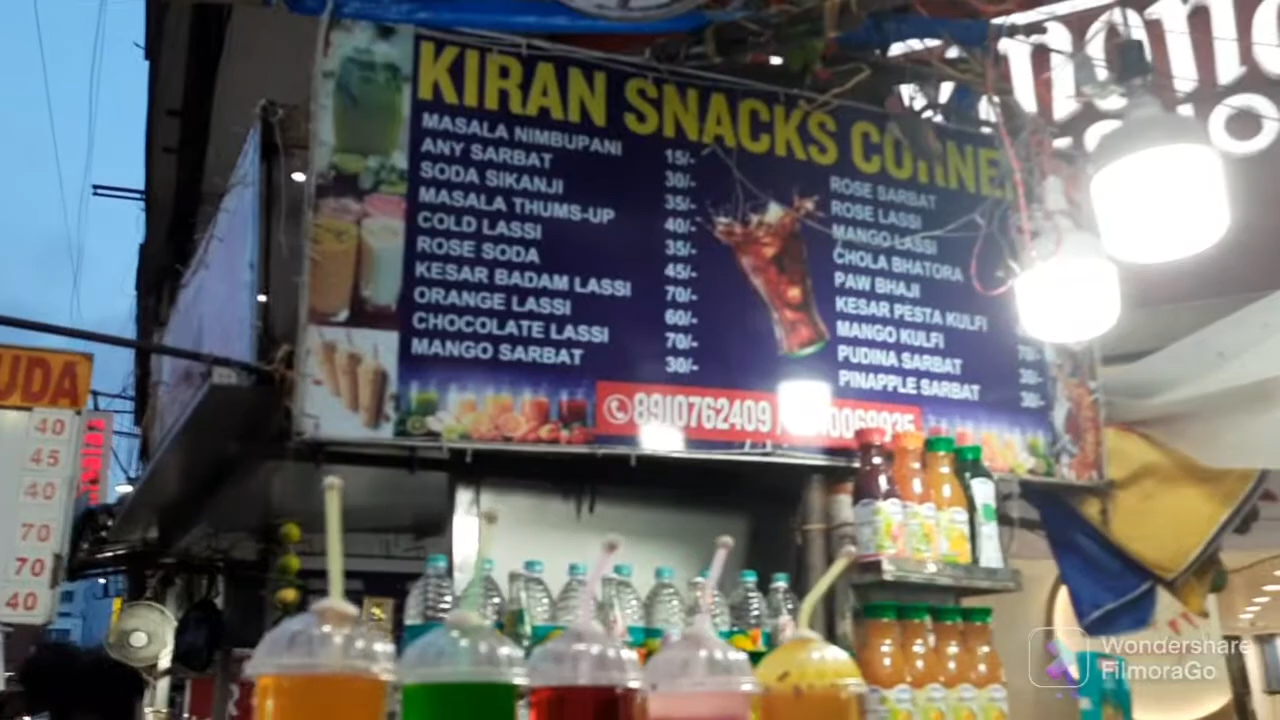 KIRAN SNACKS CORNE
MASALA NIMBUPANI 15/-
ANY SARBAT 30/-
SODA SIKANJI 35/-
MASALA THUMS-UP 40/-
COLD LASSI 35/-
ROSE SODA 45/-
KESAR BADAM LASSI 70/-
ORANGE LASSI 60/-
CHOCOLATE LASSI 70/-
MANGO SARBAT 30/-
ROSE SARBAT
ROSE LASSI
MANGO LASSI
CHOLA BHATORA
PAW BHAJI
KESAR PESTA KULFI
MANGO KULFI 70/-
PUDINA SARBAT 30/-
PINAPPLE SARBAT 30/-
8910762409 /
UDA
40
45
40
70
70
40
Wondershare
FilmoraGo